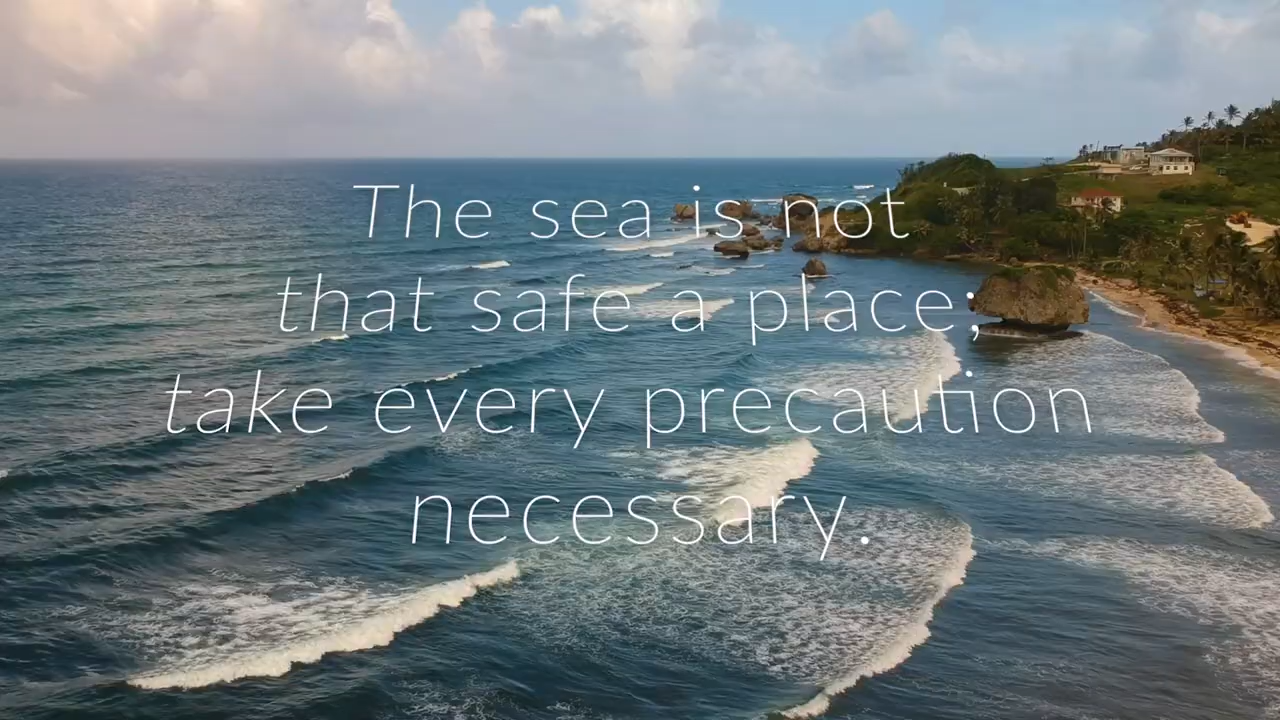 The sea is not
that safe a place;
take every precaution
necessary.